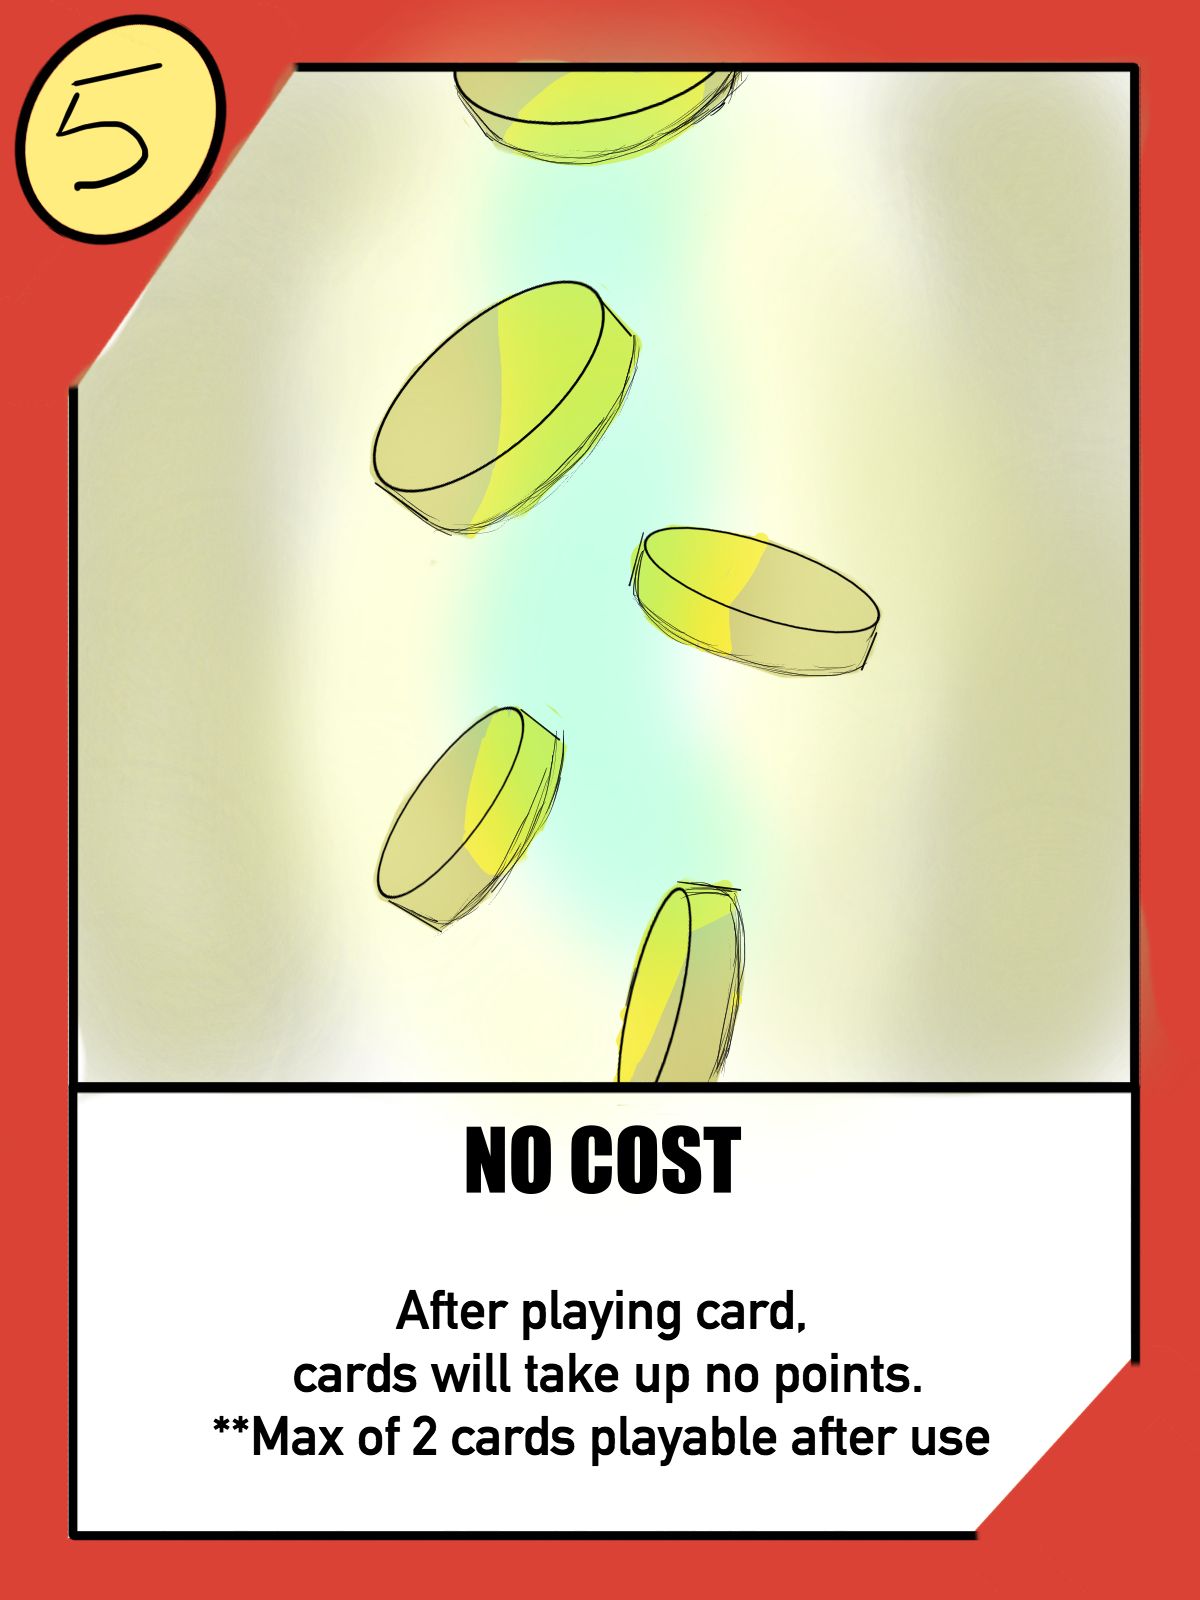 5
NO COST
After playing card,
cards will take up no points.
**Max of 2 cards playable after use